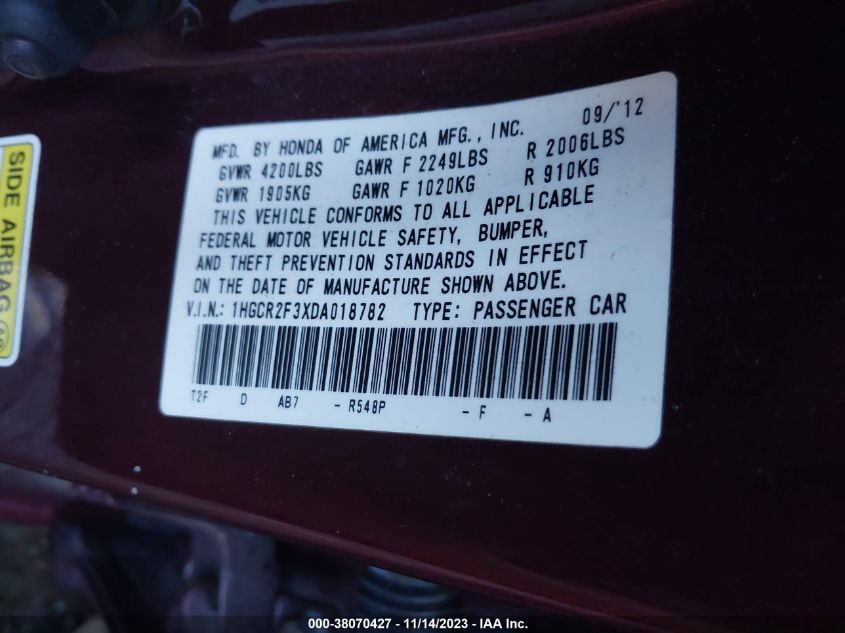 SIDE AIRBAG
MFD. BY HONDA OF AMERICA MFG., INC. 09/'12
GVWR 4200LBS GAWR F 2249LBS R 2006LBS
GVWR 1905KG GAWR F 1020KG R 910KG
THIS VEHICLE CONFORMS TO ALL APPLICABLE
FEDERAL MOTOR VEHICLE SAFETY, BUMPER,
AND THEFT PREVENTION STANDARDS IN EFFECT
ON THE DATE OF MANUFACTURE SHOWN ABOVE.
V.I.N.: 1HGCR2F3XDA018782 TYPE: PASSENGER CAR
T2F D AB7 - R548P - F - A
000-38070427 - 11/14/2023 - IAA Inc.